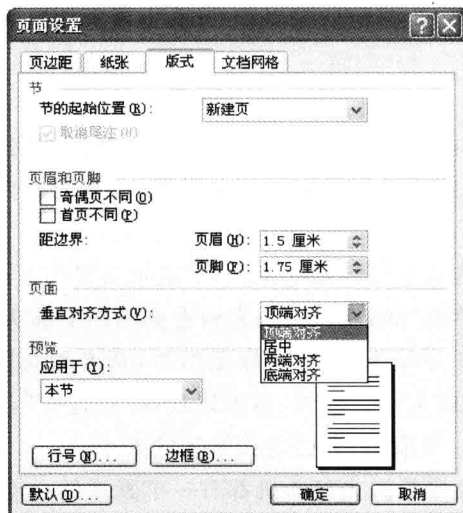 页面设置
页边距 纸张 版式 文档网格
节
节的起始位置(R): 新建页
取消尾注(H)
页眉和页脚
奇偶页不同(O)
首页不同(P)
距边界: 页眉(H): 1.5 厘米
页脚(F): 1.75 厘米
页面
垂直对齐方式(V): 顶端对齐
顶端对齐
居中
两端对齐
底端对齐
预览
应用于(Y):
本节
行号(N)... 边框(B)...
默认(D)... 确定 取消